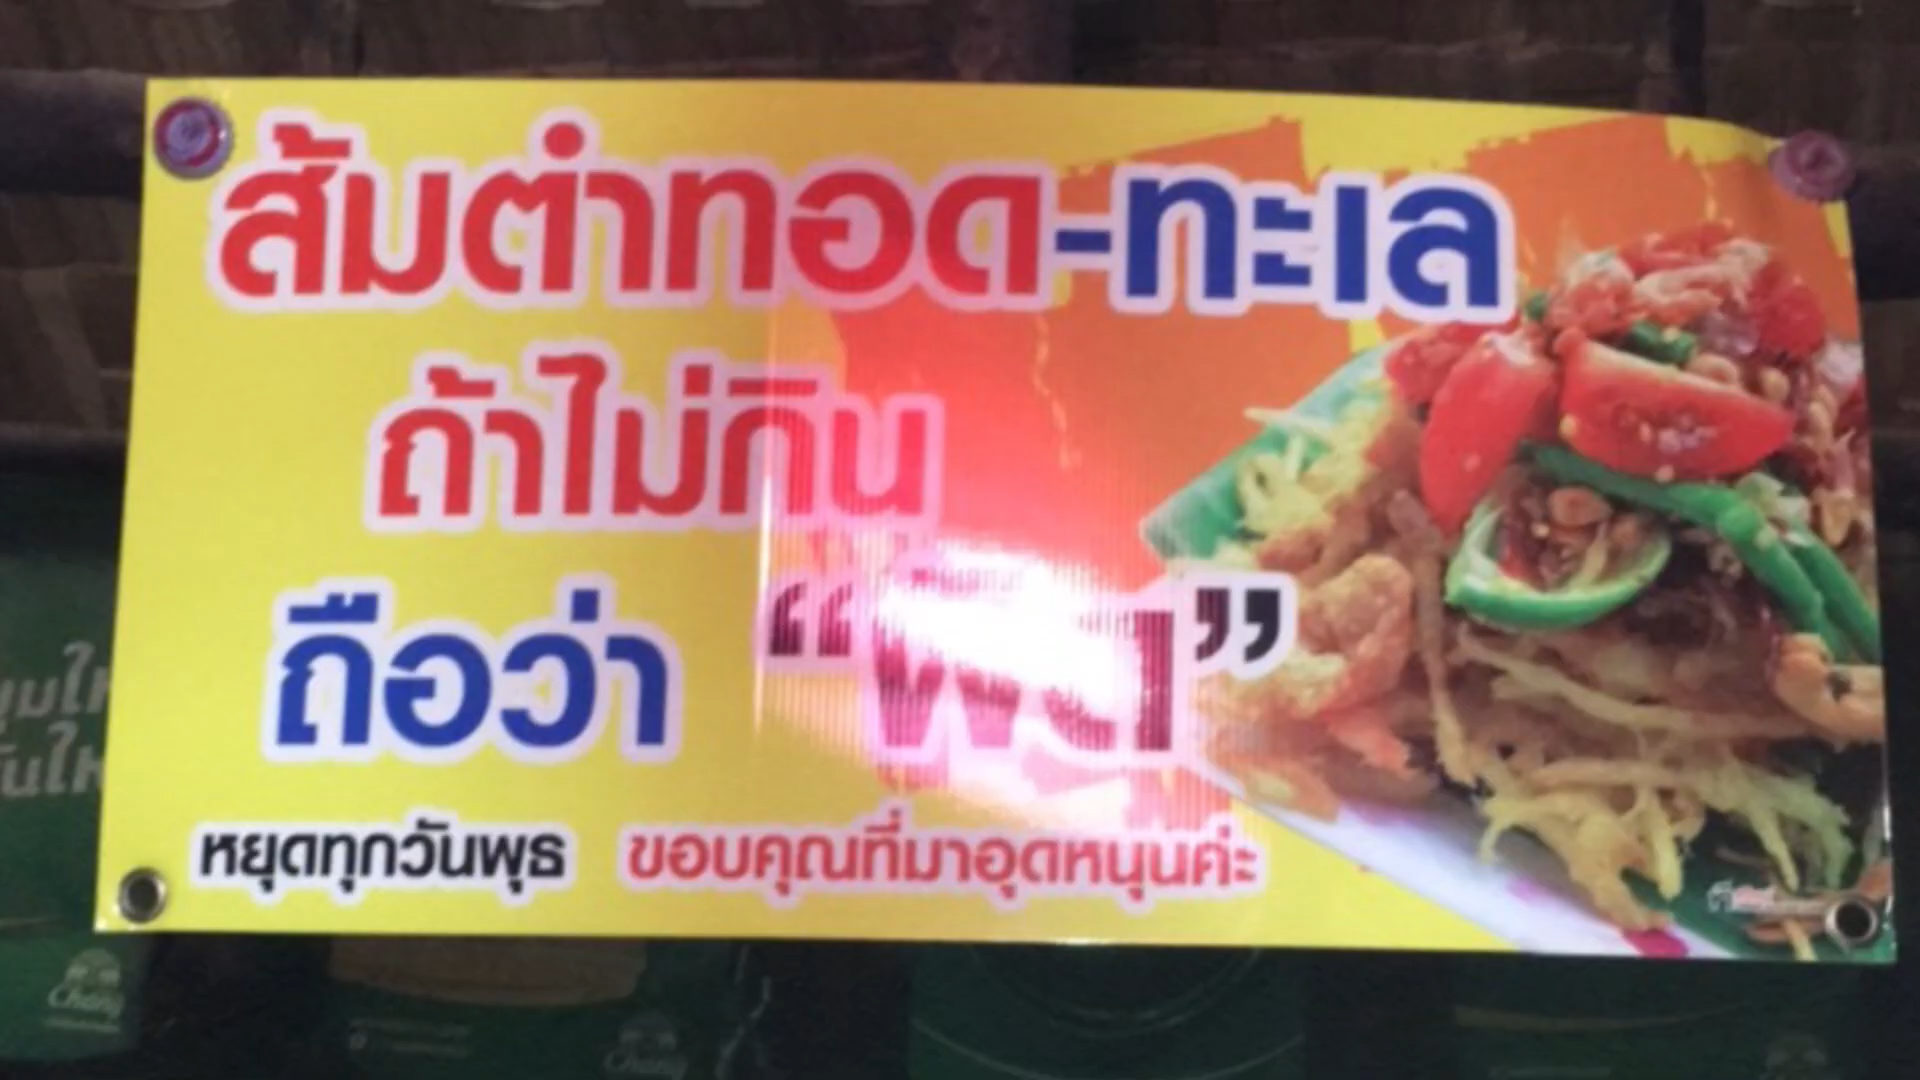 ส้มตำทอด-ทะเล
ถ้าไม่กิน
ถือว่า
หยุดทุกวันพุธ ขอบคุณที่มาอุดหนุนค่ะ
Chang
Chang